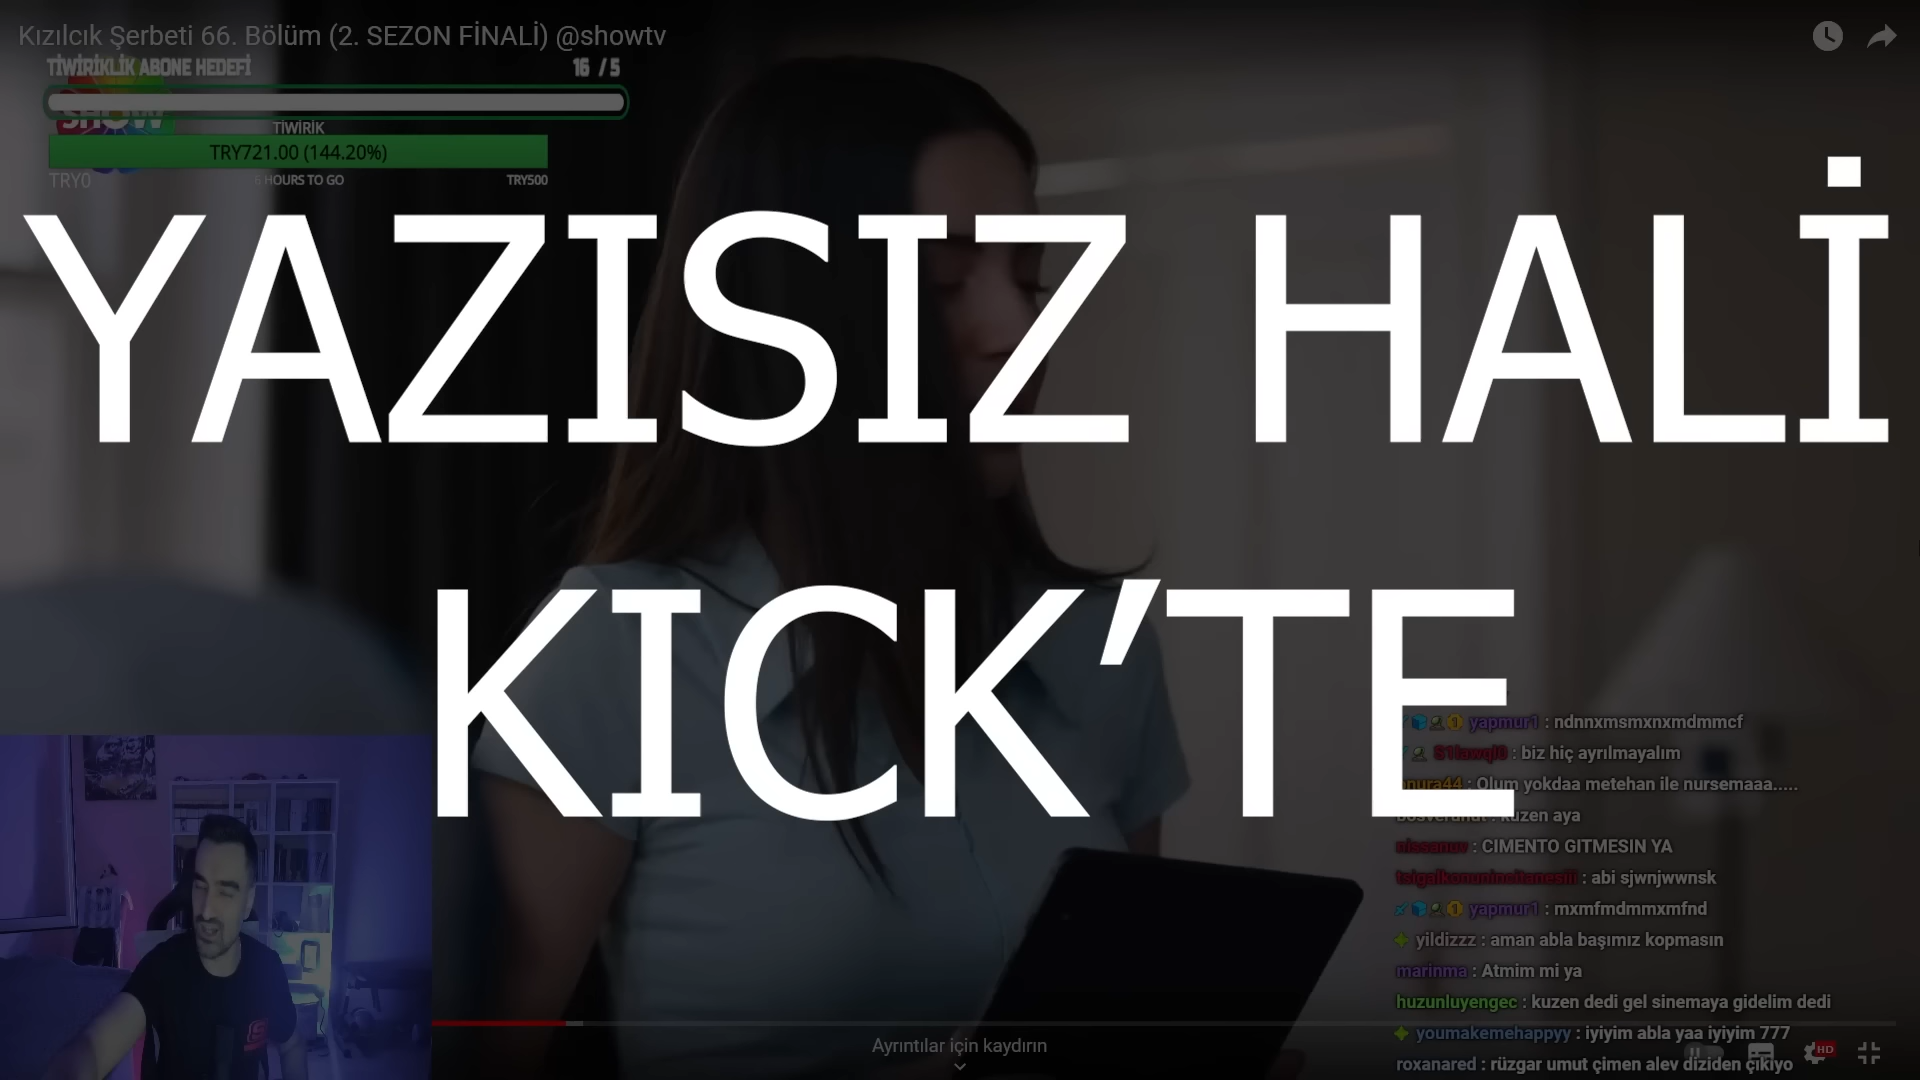 Kızılcık Şerbeti 66. Bölüm (2. SEZON FİNALİ) @showtv
TİWİRİKLİK ABONE HEDEFİ 16 / 5
SHOW
TİWİRİK
TRY721.00 (144.20%)
TRY0 6 HOURS TO GO TRY500
YAZISIZ HALİ
KICK’TE
yapmur1 : ndnnxmsmxnxmdmmcf
: biz hiç ayrılmayalım
: Olum yokdaa metehan ile nursemaaa.....
: kuzen aya
nissanuv : CIMENTO GITMESIN YA
: abi sjwnjwwnsk
yapmur1 : mxmfmdmmxmfnd
yildizzz : aman abla başımız kopmasın
marinma : Atmim mi ya
huzunluyengec : kuzen dedi gel sinemaya gidelim dedi
youmakemehappyy : iyiyim abla yaa iyiyim 777
roxanared : rüzgar umut çimen alev diziden çıkıyo
Ayrıntılar için kaydırın
HD